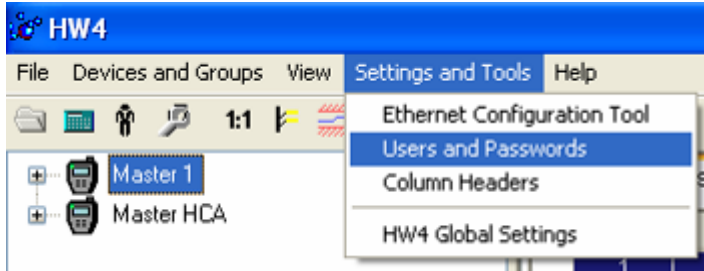 HW4
File Devices and Groups View Settings and Tools Help
1:1
Ethernet Configuration Tool
Users and Passwords
Column Headers
HW4 Global Settings
Master 1
Master HCA
1